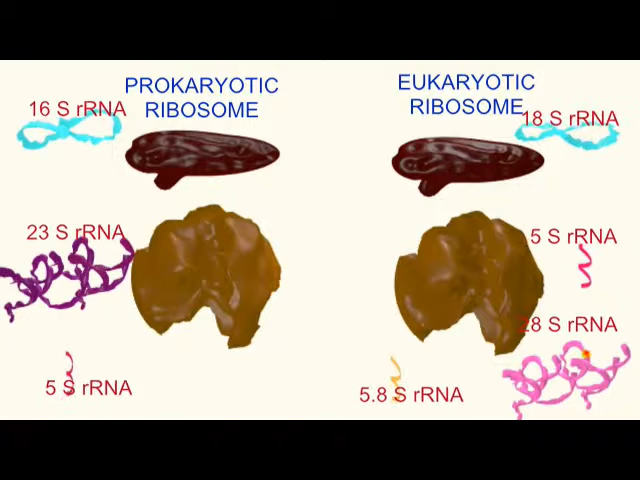 PROKARYOTIC
RIBOSOME
16 S rRNA
23 S rRNA
5 S rRNA
EUKARYOTIC
RIBOSOME
18 S rRNA
5 S rRNA
28 S rRNA
5.8 S rRNA